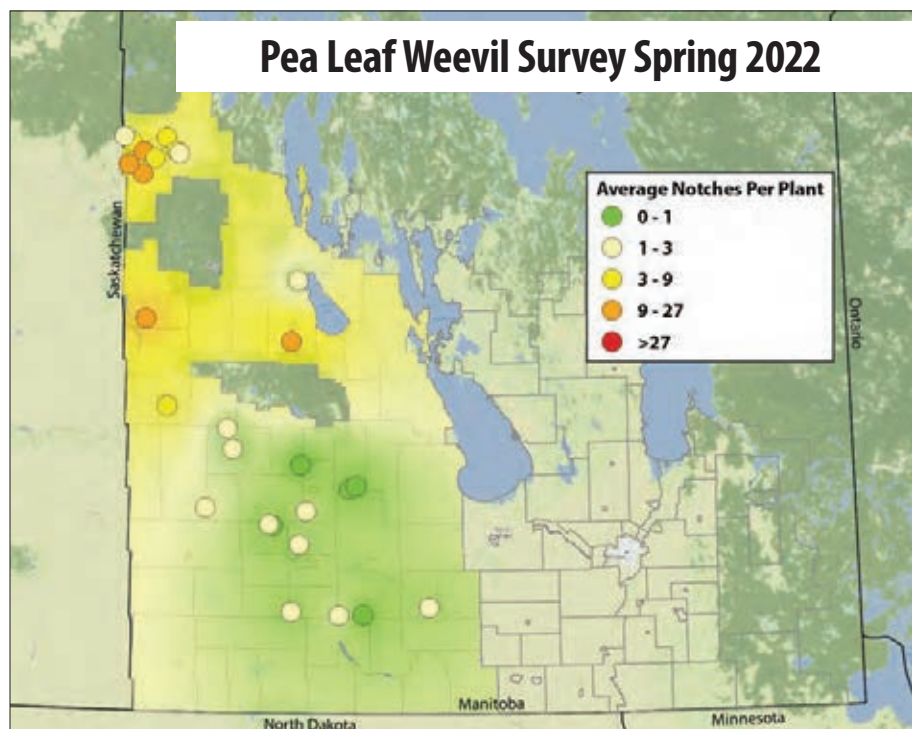 Pea Leaf Weevil Survey Spring 2022
Average Notches Per Plant
0 - 1
1 - 3
3 - 9
9 - 27
>27
Saskatchewan
Ontario
Manitoba
North Dakota
Minnesota